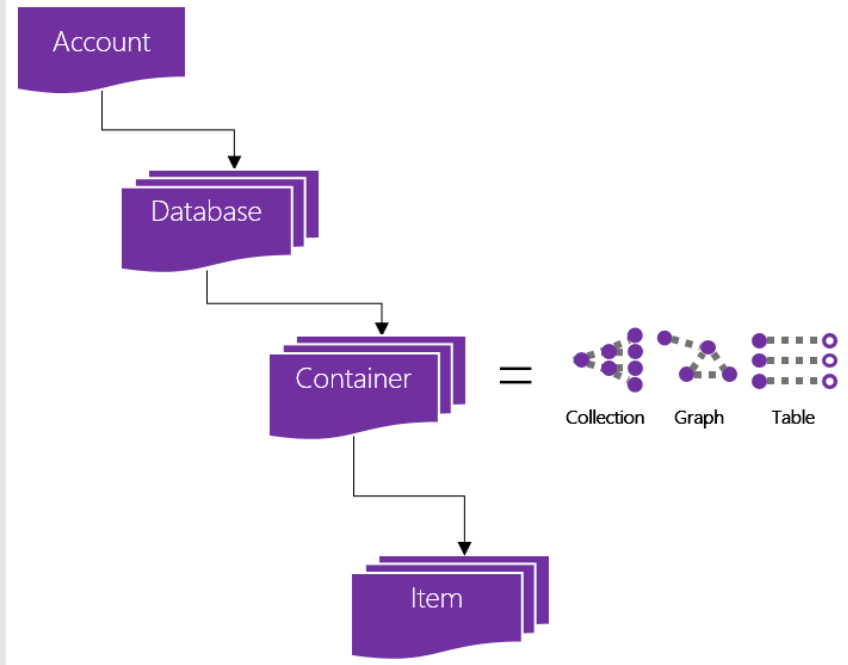 Account
Database
Container
=
Collection Graph Table
Item